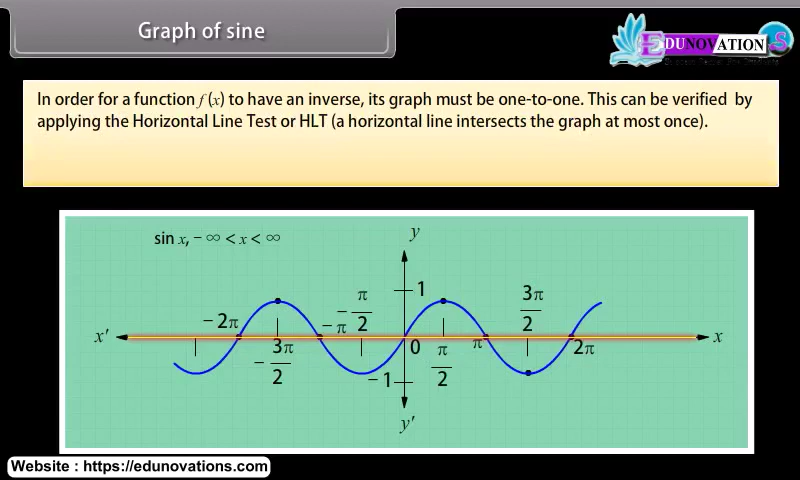 Graph of sine
EDUNOVATION S
In order for a function f (x) to have an inverse, its graph must be one-to-one. This can be verified by
applying the Horizontal Line Test or HLT (a horizontal line intersects the graph at most once).
sin x, – ∞ < x < ∞
y
1
– π/2
3π/2
– 2π
– π
x′
x
0
π/2
π
2π
– 3π/2
– 1
y′
Website : https://edunovations.com